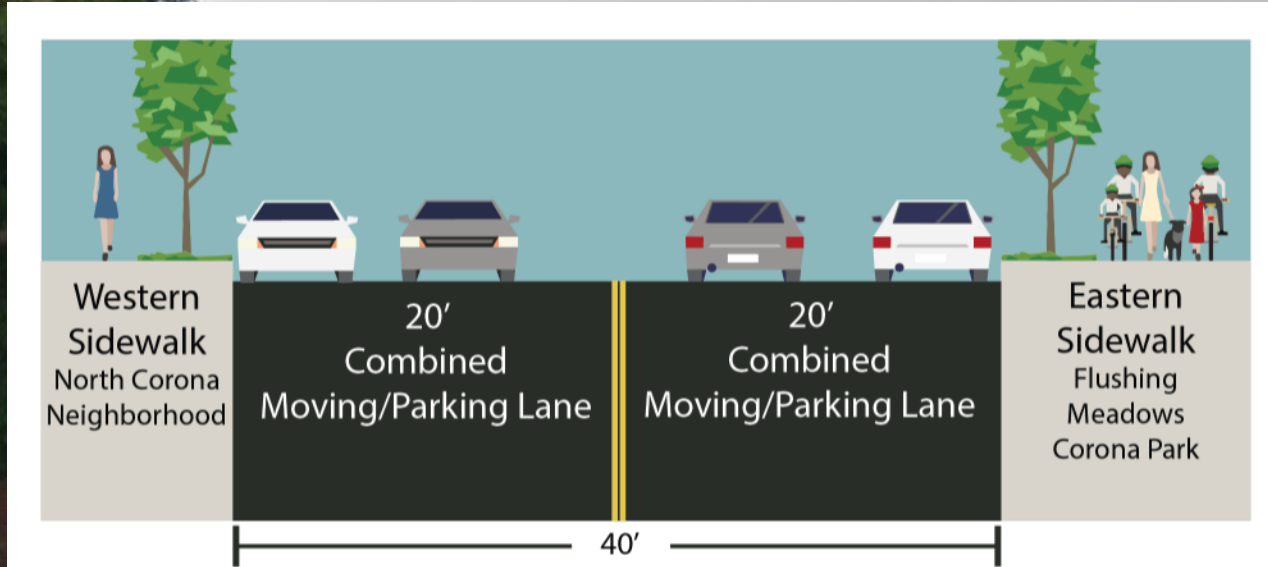 Western
Sidewalk
North Corona
Neighborhood
20′
Combined
Moving/Parking Lane
20′
Combined
Moving/Parking Lane
Eastern
Sidewalk
Flushing
Meadows
Corona Park
40′